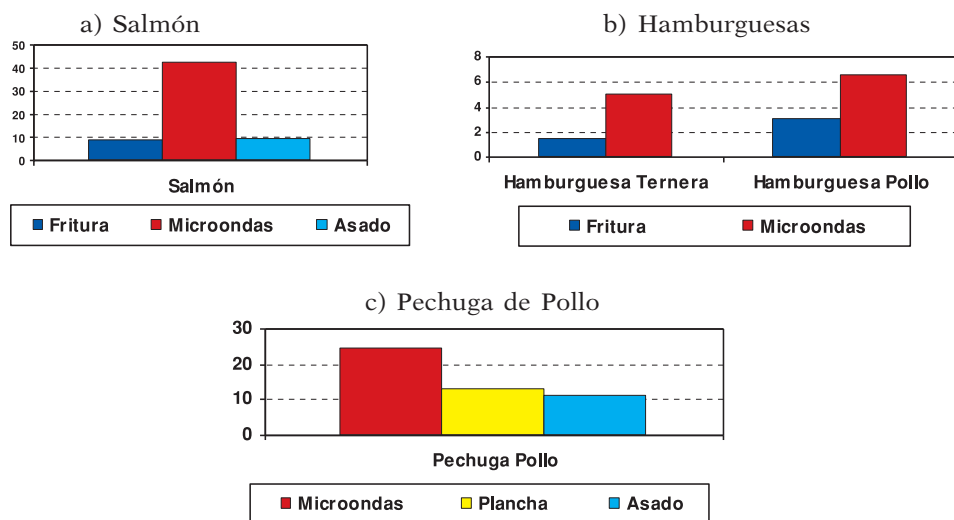 a) Salmón
50
40
30
20
10
0
Salmón
Fritura Microondas Asado
b) Hamburguesas
8
6
4
2
0
Hamburguesa Ternera Hamburguesa Pollo
Fritura Microondas
c) Pechuga de Pollo
30
20
10
0
Pechuga Pollo
Microondas Plancha Asado